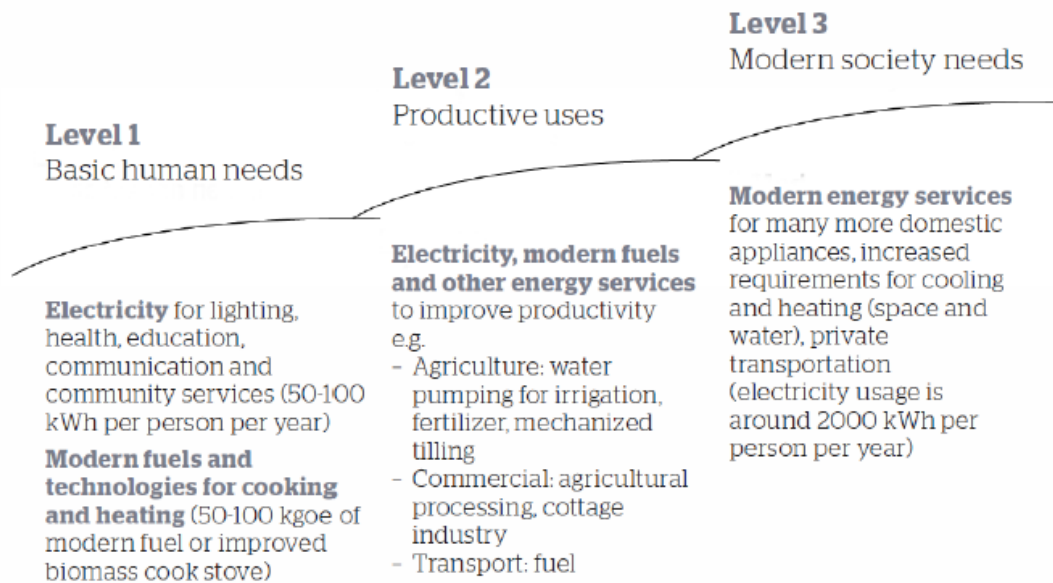 Level 1
Basic human needs
Electricity for lighting,
health, education,
communication and
community services (50-100
kWh per person per year)
Modern fuels and
technologies for cooking
and heating (50-100 kgoe of
modern fuel or improved
biomass cook stove)
Level 2
Productive uses
Electricity, modern fuels
and other energy services
to improve productivity
e.g.
- Agriculture: water
pumping for irrigation,
fertilizer, mechanized
tilling
- Commercial: agricultural
processing, cottage
industry
- Transport: fuel
Level 3
Modern society needs
Modern energy services
for many more domestic
appliances, increased
requirements for cooling
and heating (space and
water), private
transportation
(electricity usage is
around 2000 kWh per
person per year)